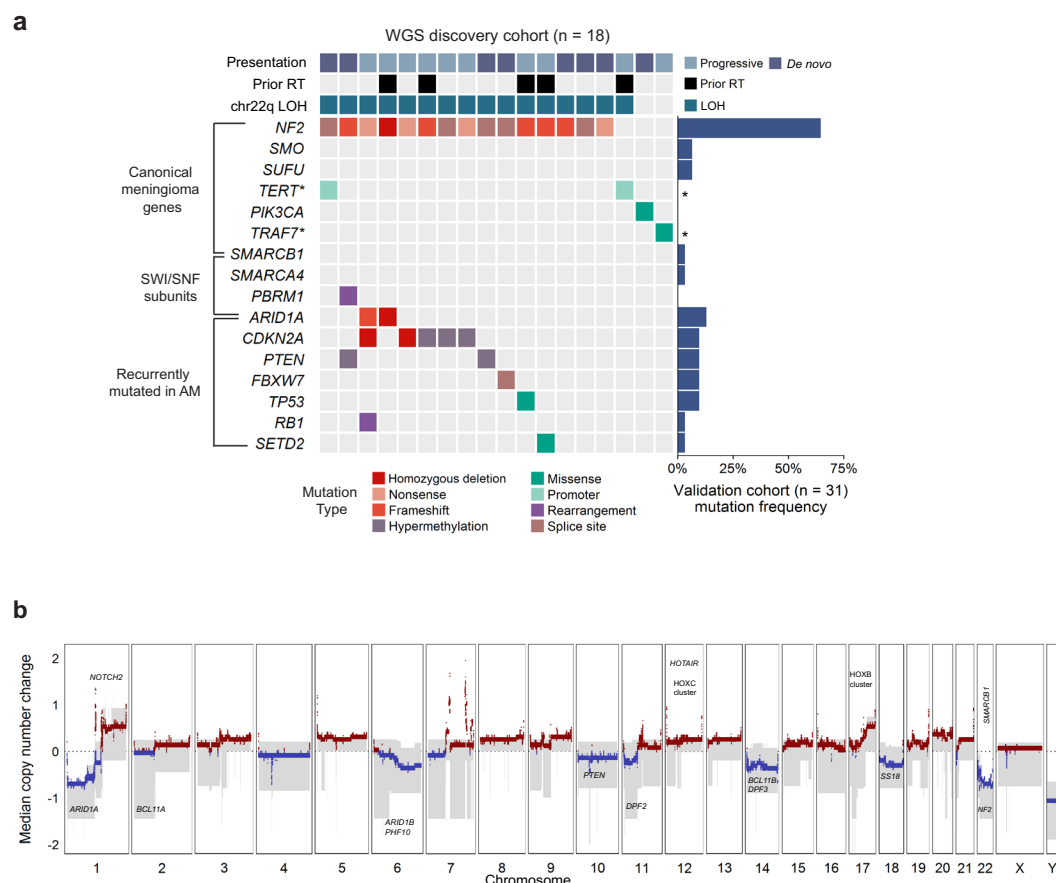 a
WGS discovery cohort (n = 18)
Presentation
Progressive
De novo
Prior RT
Prior RT
chr22q LOH
LOH
Canonical
meningioma
genes
NF2
SMO
SUFU
TERT*
*
PIK3CA
TRAF7*
*
SMARCB1
SWI/SNF
subunits
SMARCA4
PBRM1
ARID1A
Recurrently
mutated in AM
CDKN2A
PTEN
FBXW7
TP53
RB1
SETD2
0% 25% 50% 75%
Validation cohort (n = 31)
mutation frequency
Mutation
Type
Homozygous deletion
Nonsense
Frameshift
Hypermethylation
Missense
Promoter
Rearrangement
Splice site
b
Median copy number change
2
1
0
-1
-2
NOTCH2
ARID1A
BCL11A
ARID1B
PHF10
PTEN
DPF2
HOTAIR
HOXC
cluster
BCL11B
DPF3
HOXB
cluster
SS18
SMARCB1
NF2
1 2 3 4 5 6 7 8 9 10 11 12 13 14 15 16 17 18 19 20 21 22 X Y
Chromosome